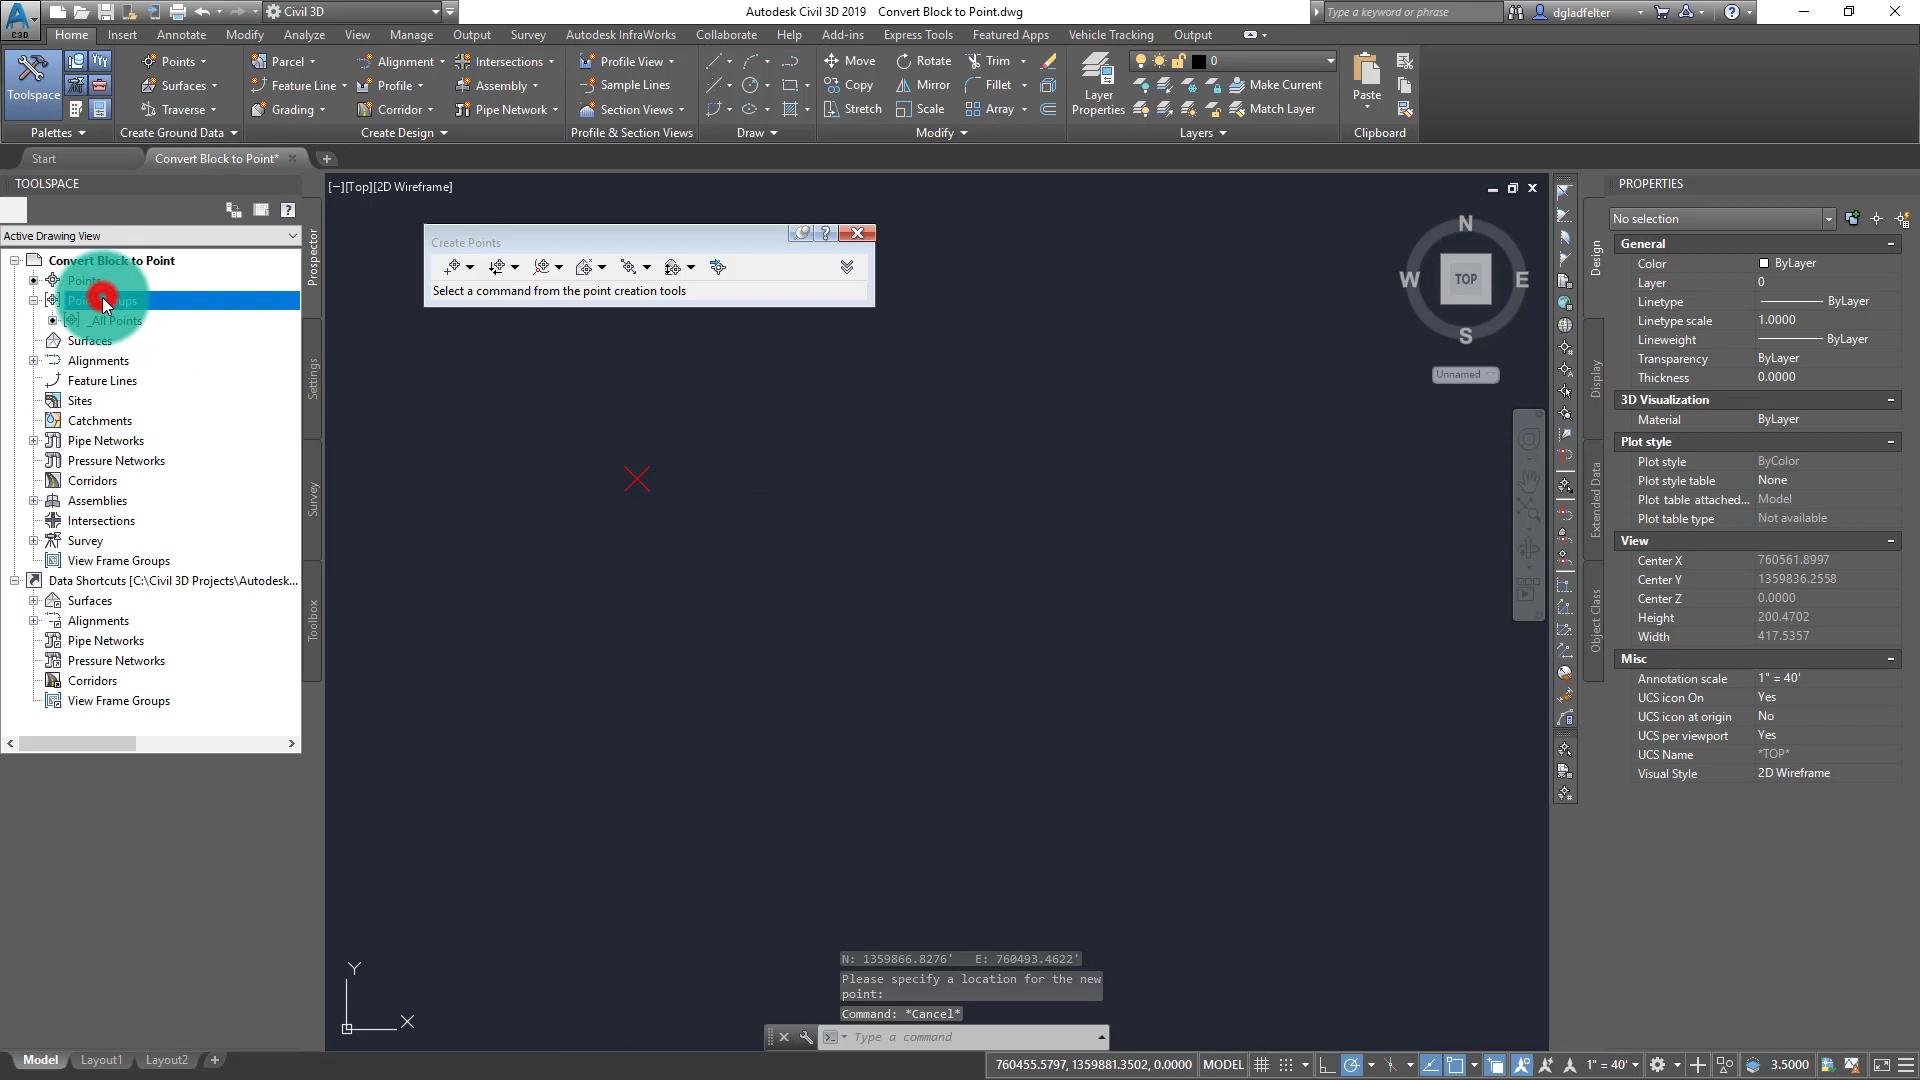 C3D
Civil 3D
Autodesk Civil 3D 2019 Convert Block to Point.dwg
Type a keyword or phrase
dgladfelter
Home Insert Annotate Analyze View Manage Output Survey Autodesk InfraWorks Collaborate Help Add-ins Express Tools Featured Apps Vehicle Tracking Output
Toolspace
Points
Surfaces
Traverse
Parcel
Feature Line
Grading
Alignment
Profile
Corridor
Intersections
Assembly
Pipe Network
Profile View
Sample Lines
Section Views
Move
Copy
Stretch
Rotate
Mirror
Scale
Trim
Fillet
Array
Layer
Properties
0
Make Current
Match Layer
Paste
Palettes Create Ground Data Create Design Profile & Section Views Draw Modify Layers Clipboard
Start Convert Block to Point*
TOOLSPACE
Active Drawing View
Convert Block to Point
Points
Point Groups
_All Points
Surfaces
Alignments
Feature Lines
Sites
Catchments
Pipe Networks
Pressure Networks
Corridors
Assemblies
Intersections
Survey
View Frame Groups
Data Shortcuts [C:\Civil 3D Projects\Autodesk...
Surfaces
Alignments
Pipe Networks
Pressure Networks
Corridors
View Frame Groups
Prospector
Settings
Survey
Toolbox
[−][Top][2D Wireframe]
Create Points
Select a command from the point creation tools
N
W TOP E
S
Unnamed
Y
X
N: 1359866.8276' E: 760493.4622'
Please specify a location for the new
point:
Command: *Cancel*
Type a command
PROPERTIES
No selection
Design
Display
Extended Data
Object Class
General
Color ByLayer
Layer 0
Linetype ByLayer
Linetype scale 1.0000
Lineweight ByLayer
Transparency ByLayer
Thickness 0.0000
3D Visualization
Material ByLayer
Plot style
Plot style ByColor
Plot style table None
Plot table attached... Model
Plot table type Not available
View
Center X 760561.8997
Center Y 1359836.2558
Center Z 0.0000
Height 200.4702
Width 417.5357
Misc
Annotation scale 1" = 40'
UCS icon On Yes
UCS icon at origin No
UCS per viewport Yes
UCS Name *TOP*
Visual Style 2D Wireframe
Model Layout1 Layout2
760455.5797, 1359881.3502, 0.0000 MODEL 1" = 40' 3.5000